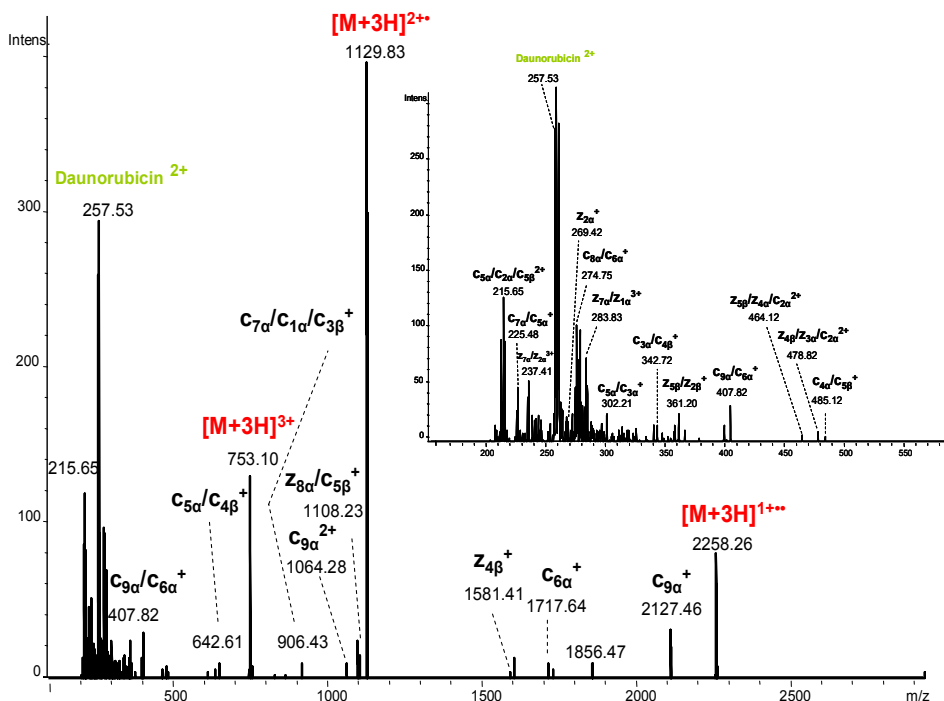 [M+3H]2+•
1129.83
Intens.
Daunorubicin 2+
257.53
300
200
100
0
c7α/c1α/c3β+
[M+3H]3+
753.10
215.65
c9α/c6α+
407.82
c5α/c4β+
642.61
906.43
z8α/c5β+
1108.23
c9α2+
1064.28
z4β+
1581.41
c6α+
1717.64
1856.47
c9α+
2127.46
[M+3H]1+••
2258.26
500
1000
1500
2000
2500
m/z
Daunorubicin 2+
257.53
Intens.
250
200
150
100
50
0
c5α/c2α/c5β2+
215.65
c7α/c5α+
225.48
z7α/z2α3+
237.41
z2α+
269.42
c8α/c6α+
274.75
z7α/z1α3+
283.83
c5α/c3α+
302.21
c3α/c4β+
342.72
z5β/z2β+
361.20
c9α/c6α+
407.82
z5β/z4α/c2α2+
464.12
z4β/z3α/c2α2+
478.82
c4α/c5β+
485.12
200
250
300
350
400
450
500
550
m/z